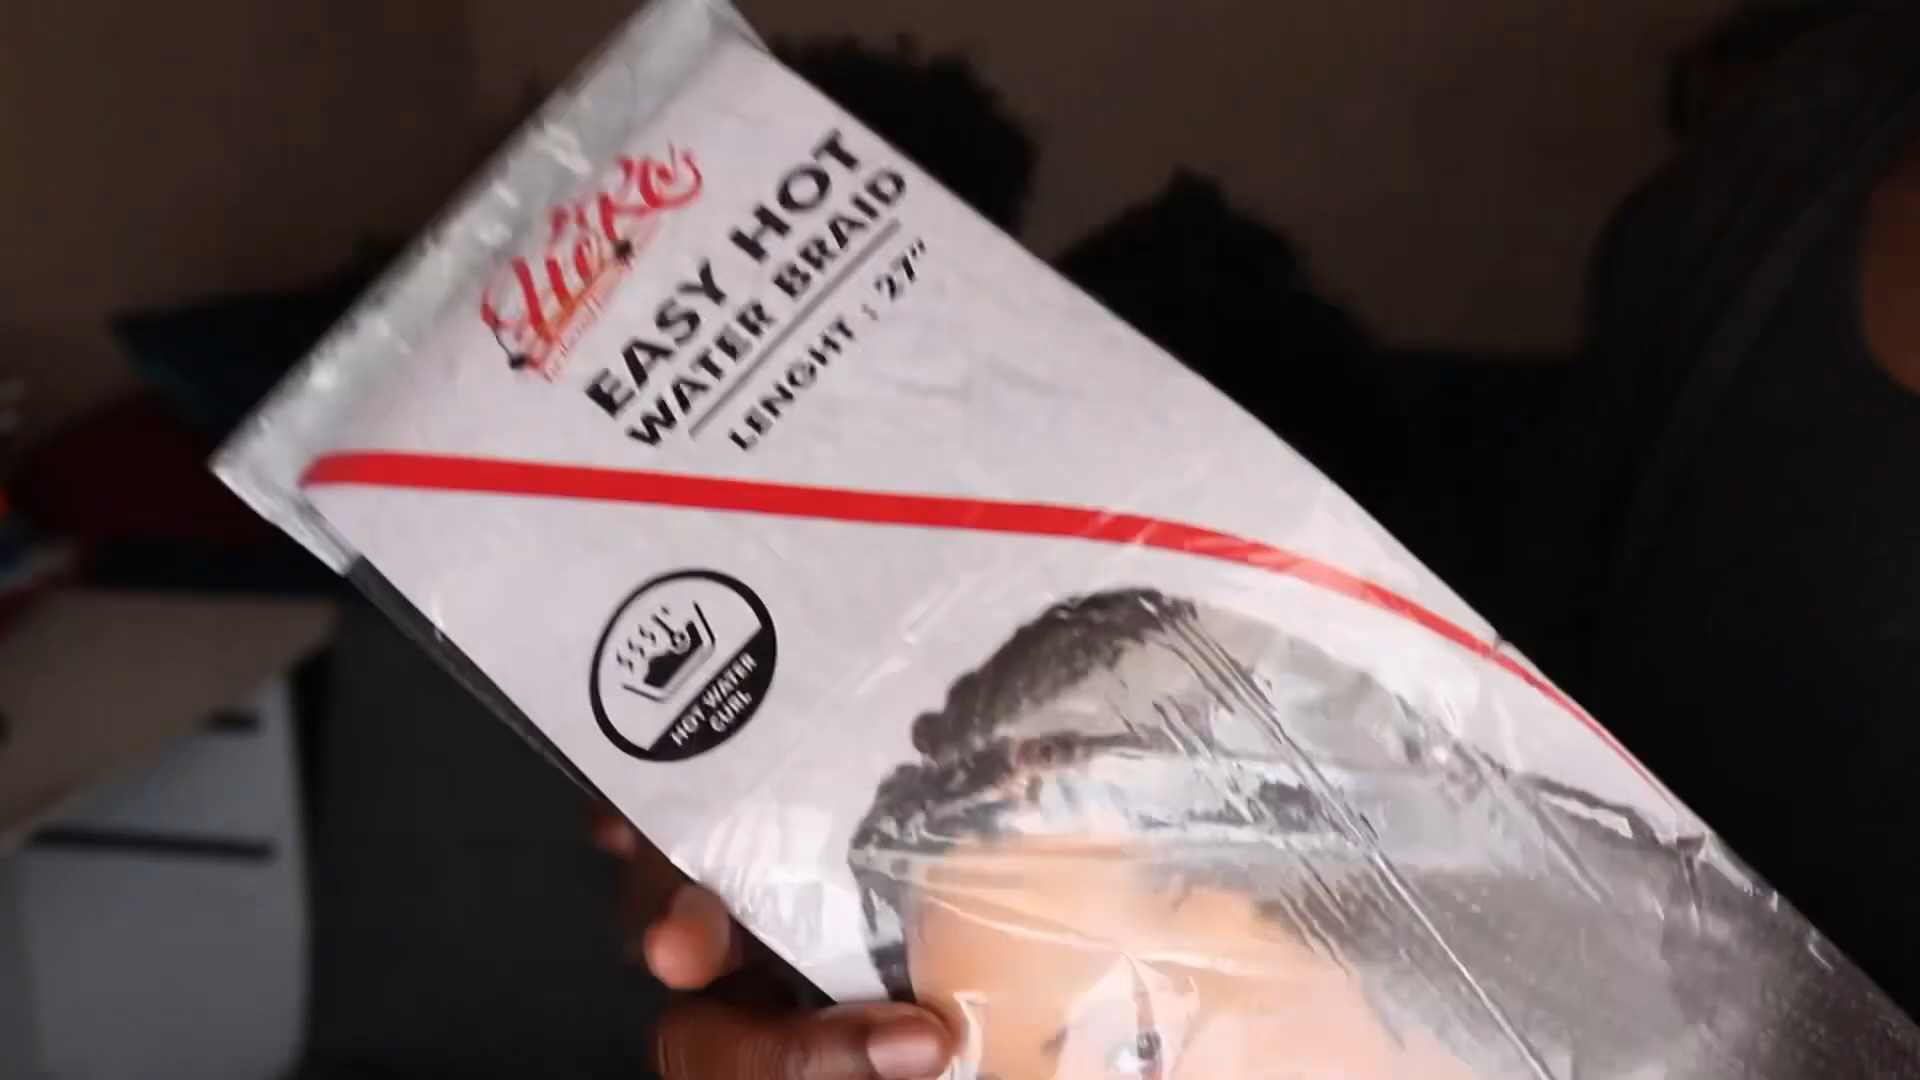 EASY HOT
WATER BRAID
LENGHT : 27"
HOT WATER
CURL